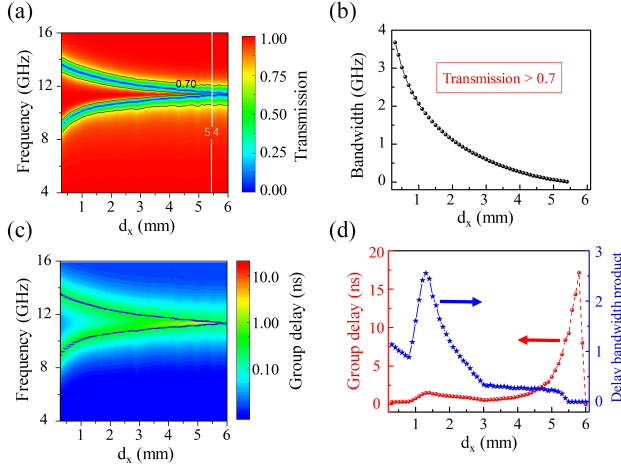 (a)
Frequency (GHz)
16
12
8
4
0.70
5.4
1 2 3 4 5 6
dx (mm)
1.00
0.75
0.50
0.25
0.00
Transmission
(b)
Bandwidth (GHz)
4
3
2
1
0
Transmission > 0.7
1 2 3 4 5 6
dx (mm)
(c)
Frequency (GHz)
16
12
8
4
1 2 3 4 5 6
dx (mm)
10.0
1.00
0.10
Group delay (ns)
(d)
Group delay (ns)
20
15
10
5
0
1 2 3 4 5 6
dx (mm)
3
2
1
0
Delay bandwidth product